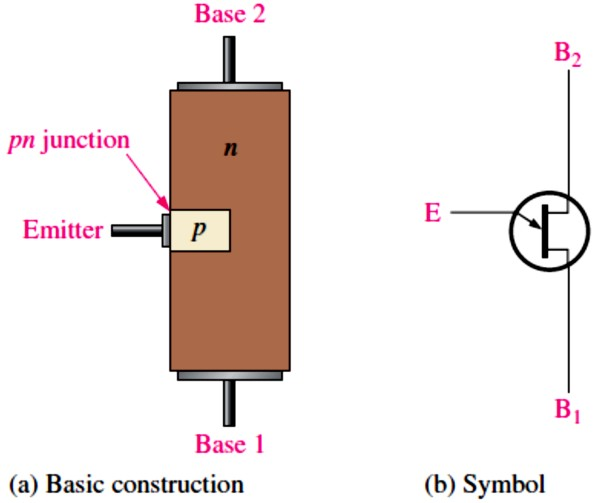 Base 2
B₂
pn junction
n
Emitter
p
E
Base 1
B₁
(a) Basic construction
(b) Symbol